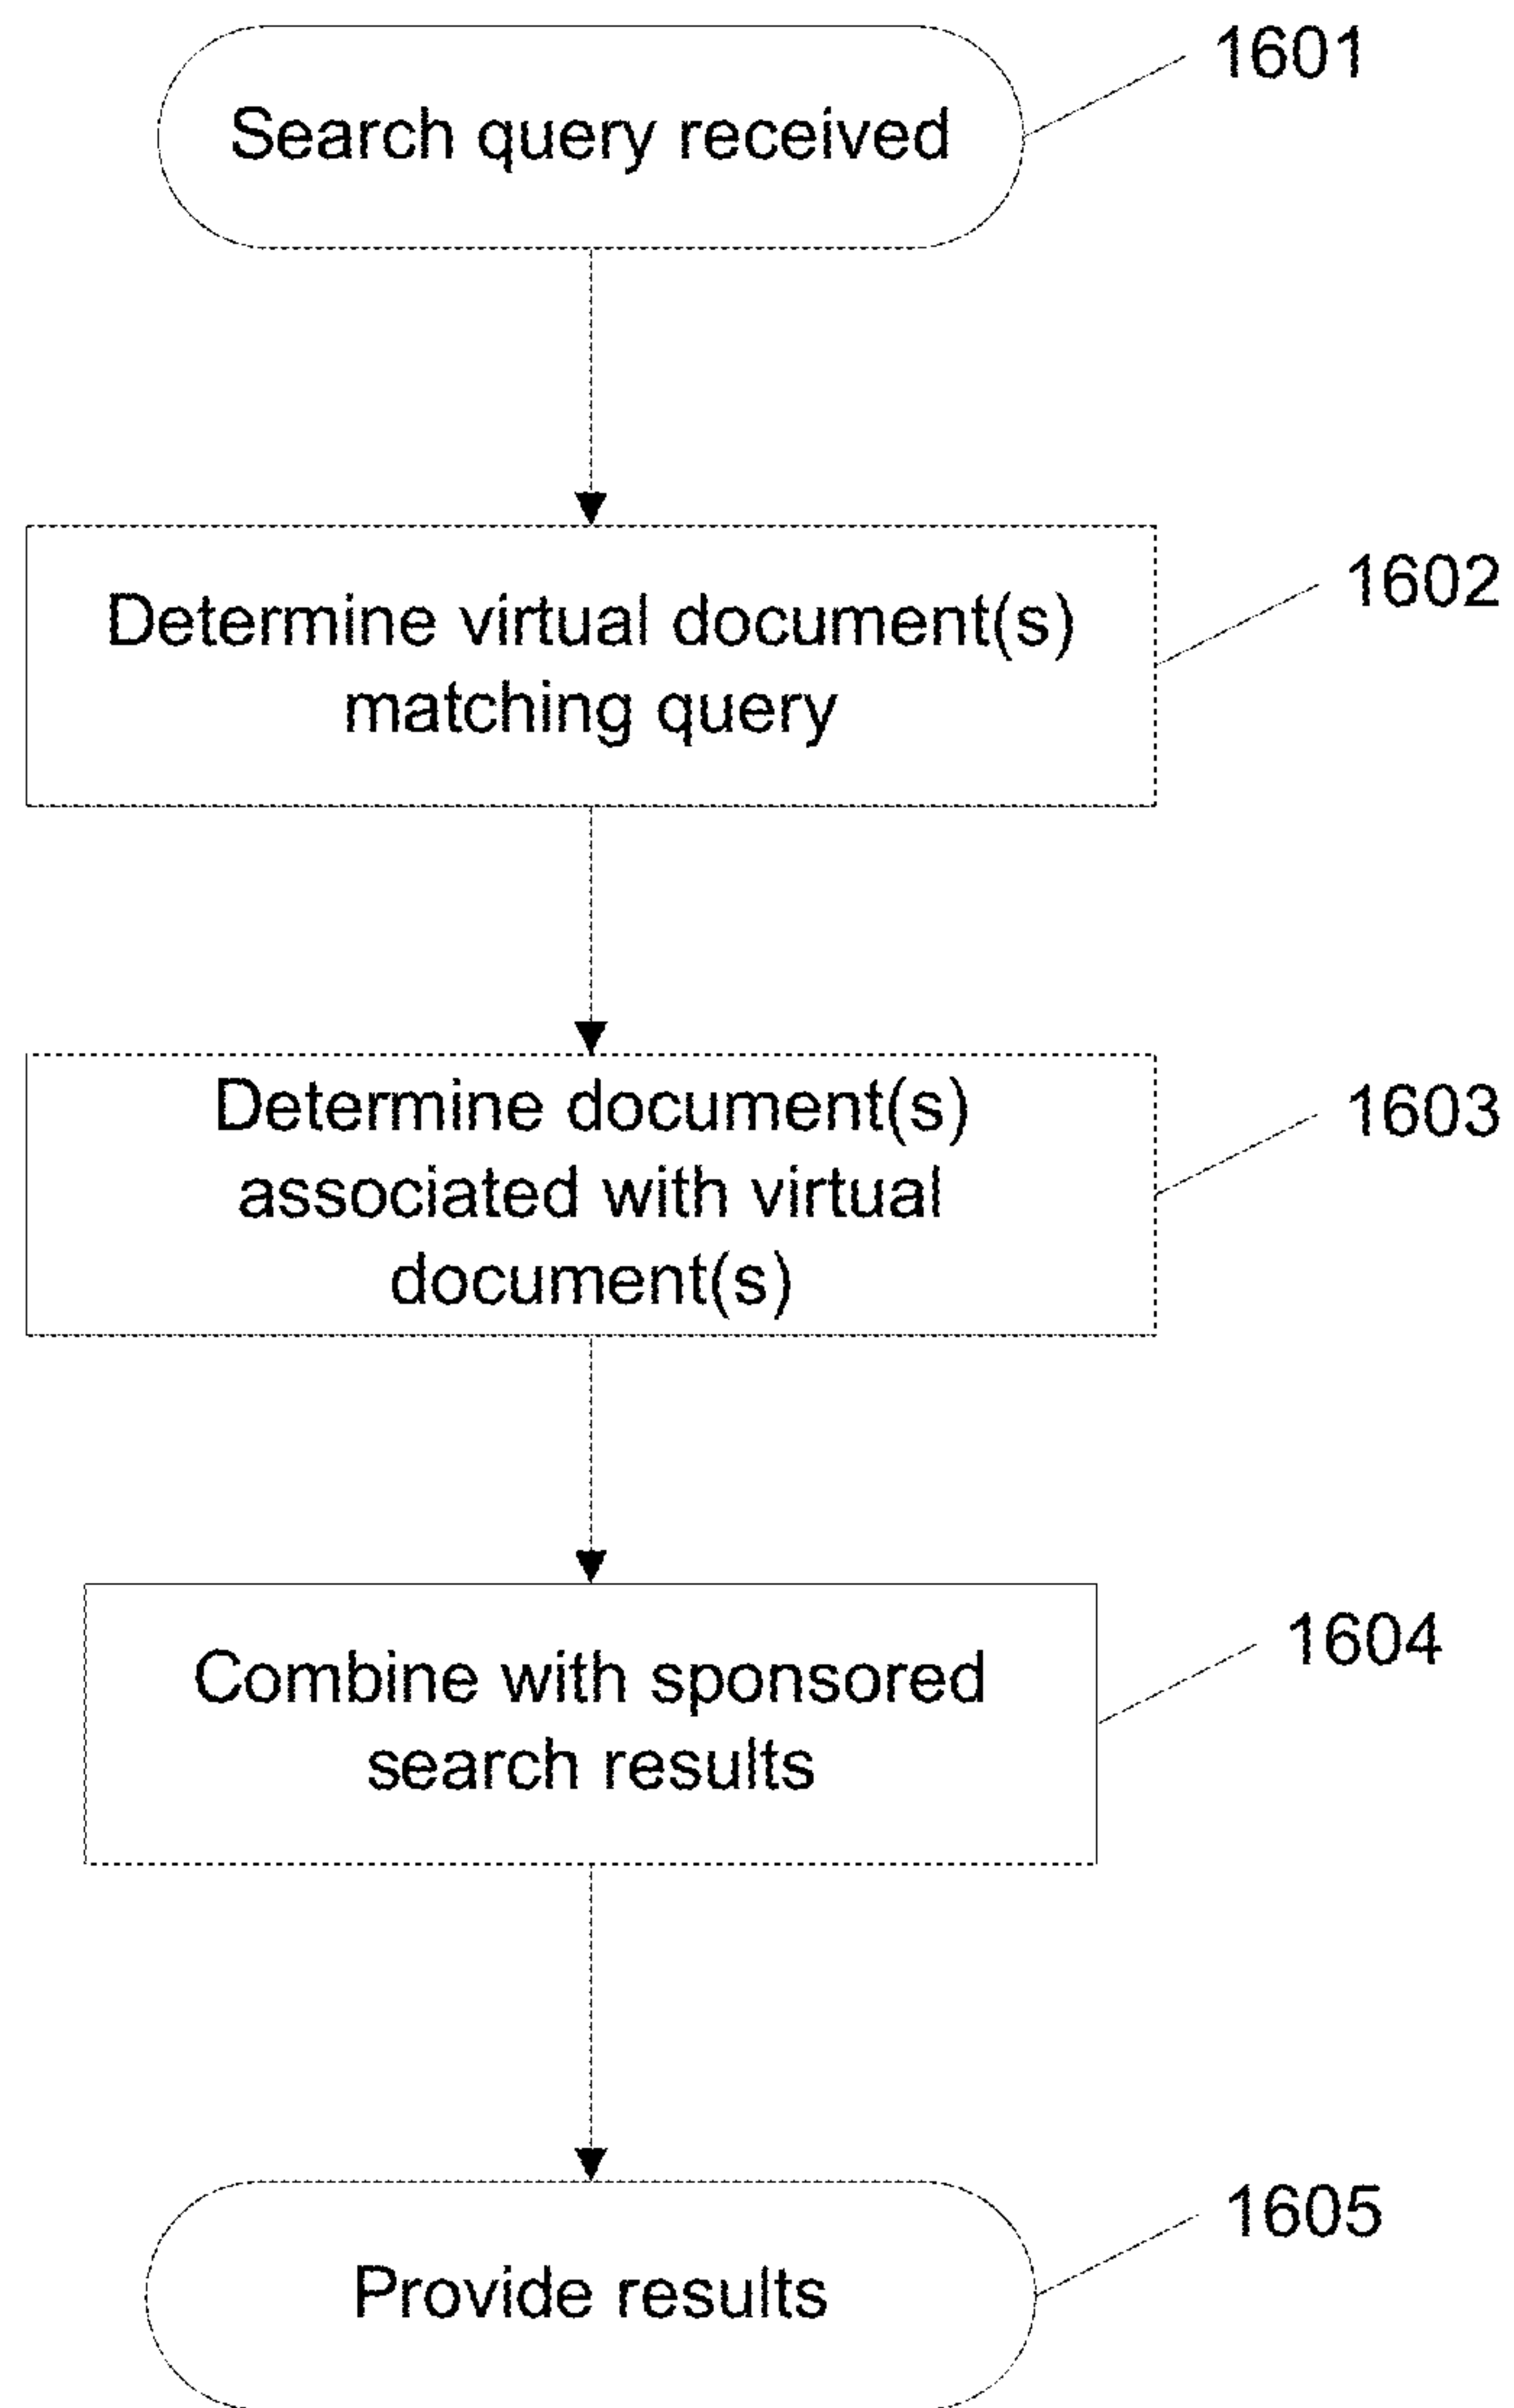 1601
Search query received
1602
Determine virtual document(s)
matching query
1603
Determine document(s)
associated with virtual
document(s)
1604
Combine with sponsored
search results
1605
Provide results